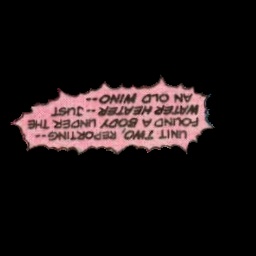 UNIT TWO, REPORTING--
FOUND A BODY UNDER THE
WATER HEATER -- JUST
AN OLD WINO--